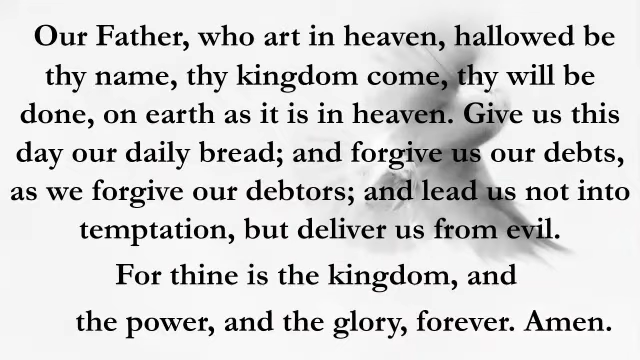 Our Father, who art in heaven, hallowed be
thy name, thy kingdom come, thy will be
done, on earth as it is in heaven. Give us this
day our daily bread; and forgive us our debts,
as we forgive our debtors; and lead us not into
temptation, but deliver us from evil.
For thine is the kingdom, and
the power, and the glory, forever. Amen.